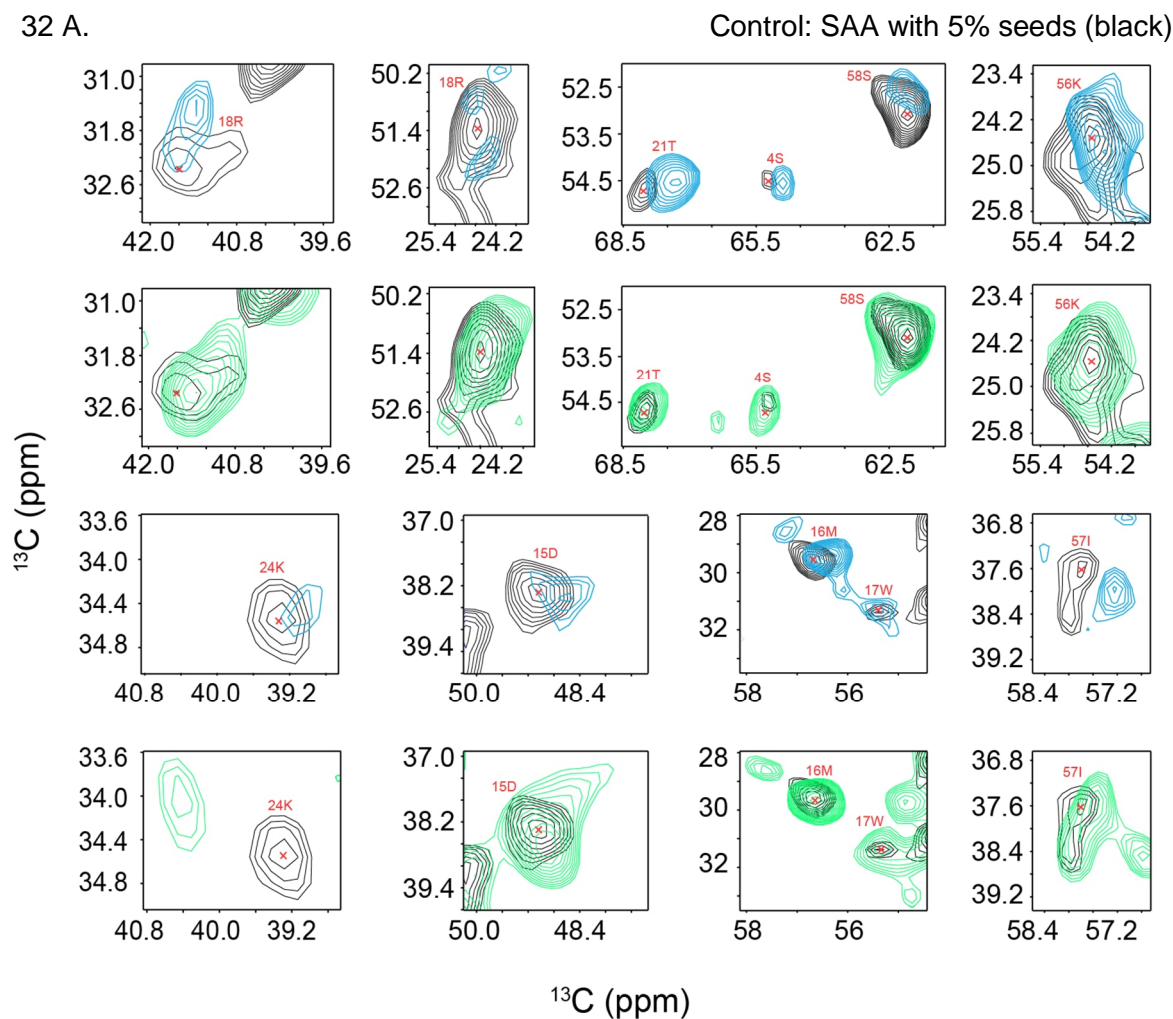 32 A.
Control: SAA with 5% seeds (black)
31.0
31.8
32.6
18R
42.0 40.8 39.6
50.2
51.4
52.6
18R
25.4 24.2
52.5
53.5
54.5
58S
21T
4S
68.5 65.5 62.5
23.4
24.2
25.0
25.8
56K
55.4 54.2
31.0
31.8
32.6
42.0 40.8 39.6
50.2
51.4
52.6
25.4 24.2
52.5
53.5
54.5
58S
21T
4S
68.5 65.5 62.5
23.4
24.2
25.0
25.8
56K
55.4 54.2
13C (ppm)
33.6
34.0
34.4
34.8
24K
40.8 40.0 39.2
37.0
38.2
39.4
15D
50.0 48.4
28
30
32
16M
17W
58 56
36.8
37.6
38.4
39.2
57I
58.4 57.2
33.6
34.0
34.4
34.8
24K
40.8 40.0 39.2
37.0
38.2
39.4
15D
50.0 48.4
28
30
32
16M
17W
58 56
36.8
37.6
38.4
39.2
57I
58.4 57.2
13C (ppm)